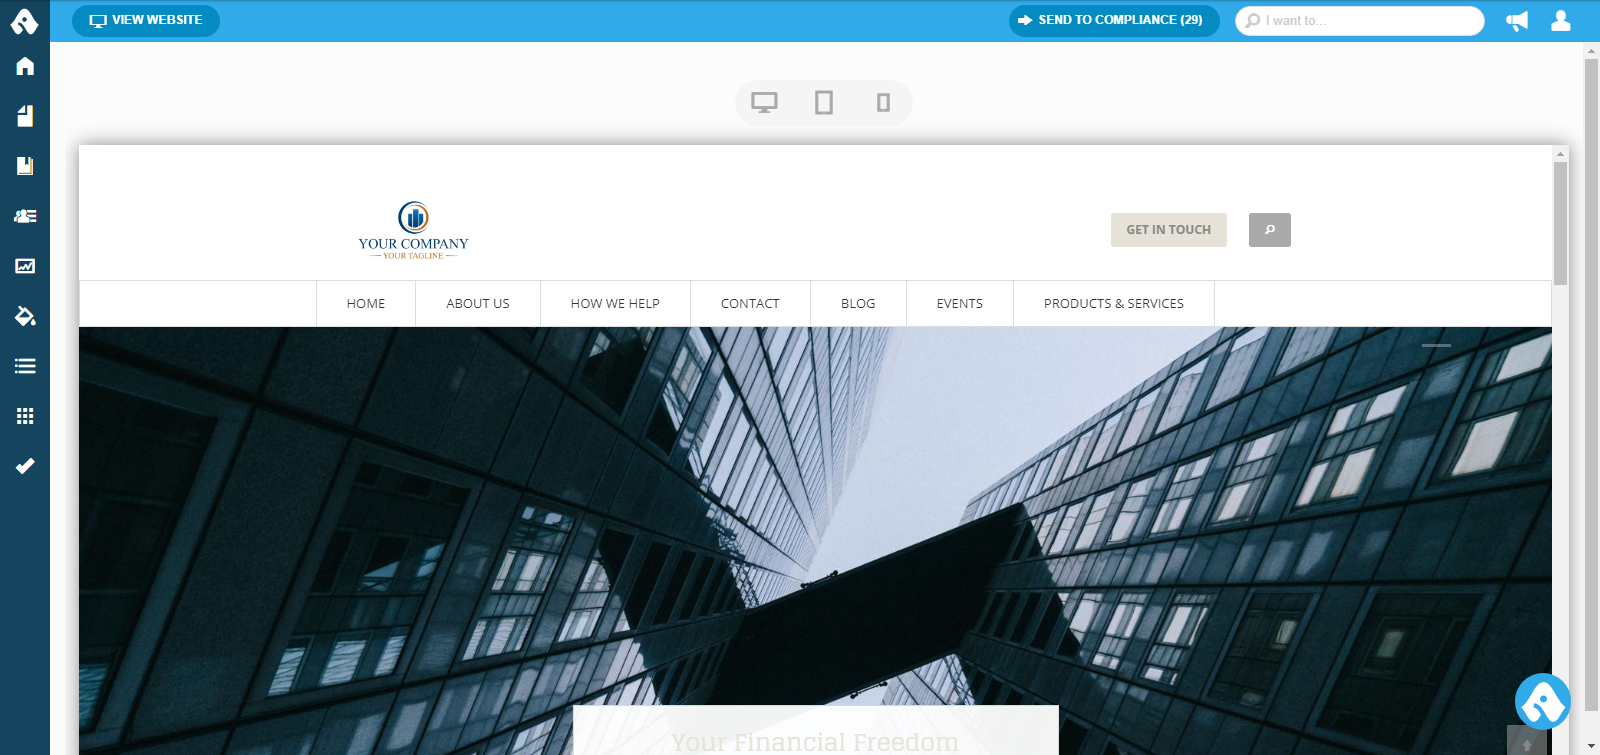 VIEW WEBSITE
SEND TO COMPLIANCE (29)
I want to...
YOUR COMPANY
YOUR TAGLINE
GET IN TOUCH
HOME
ABOUT US
HOW WE HELP
CONTACT
BLOG
EVENTS
PRODUCTS & SERVICES
Your Financial Freedom